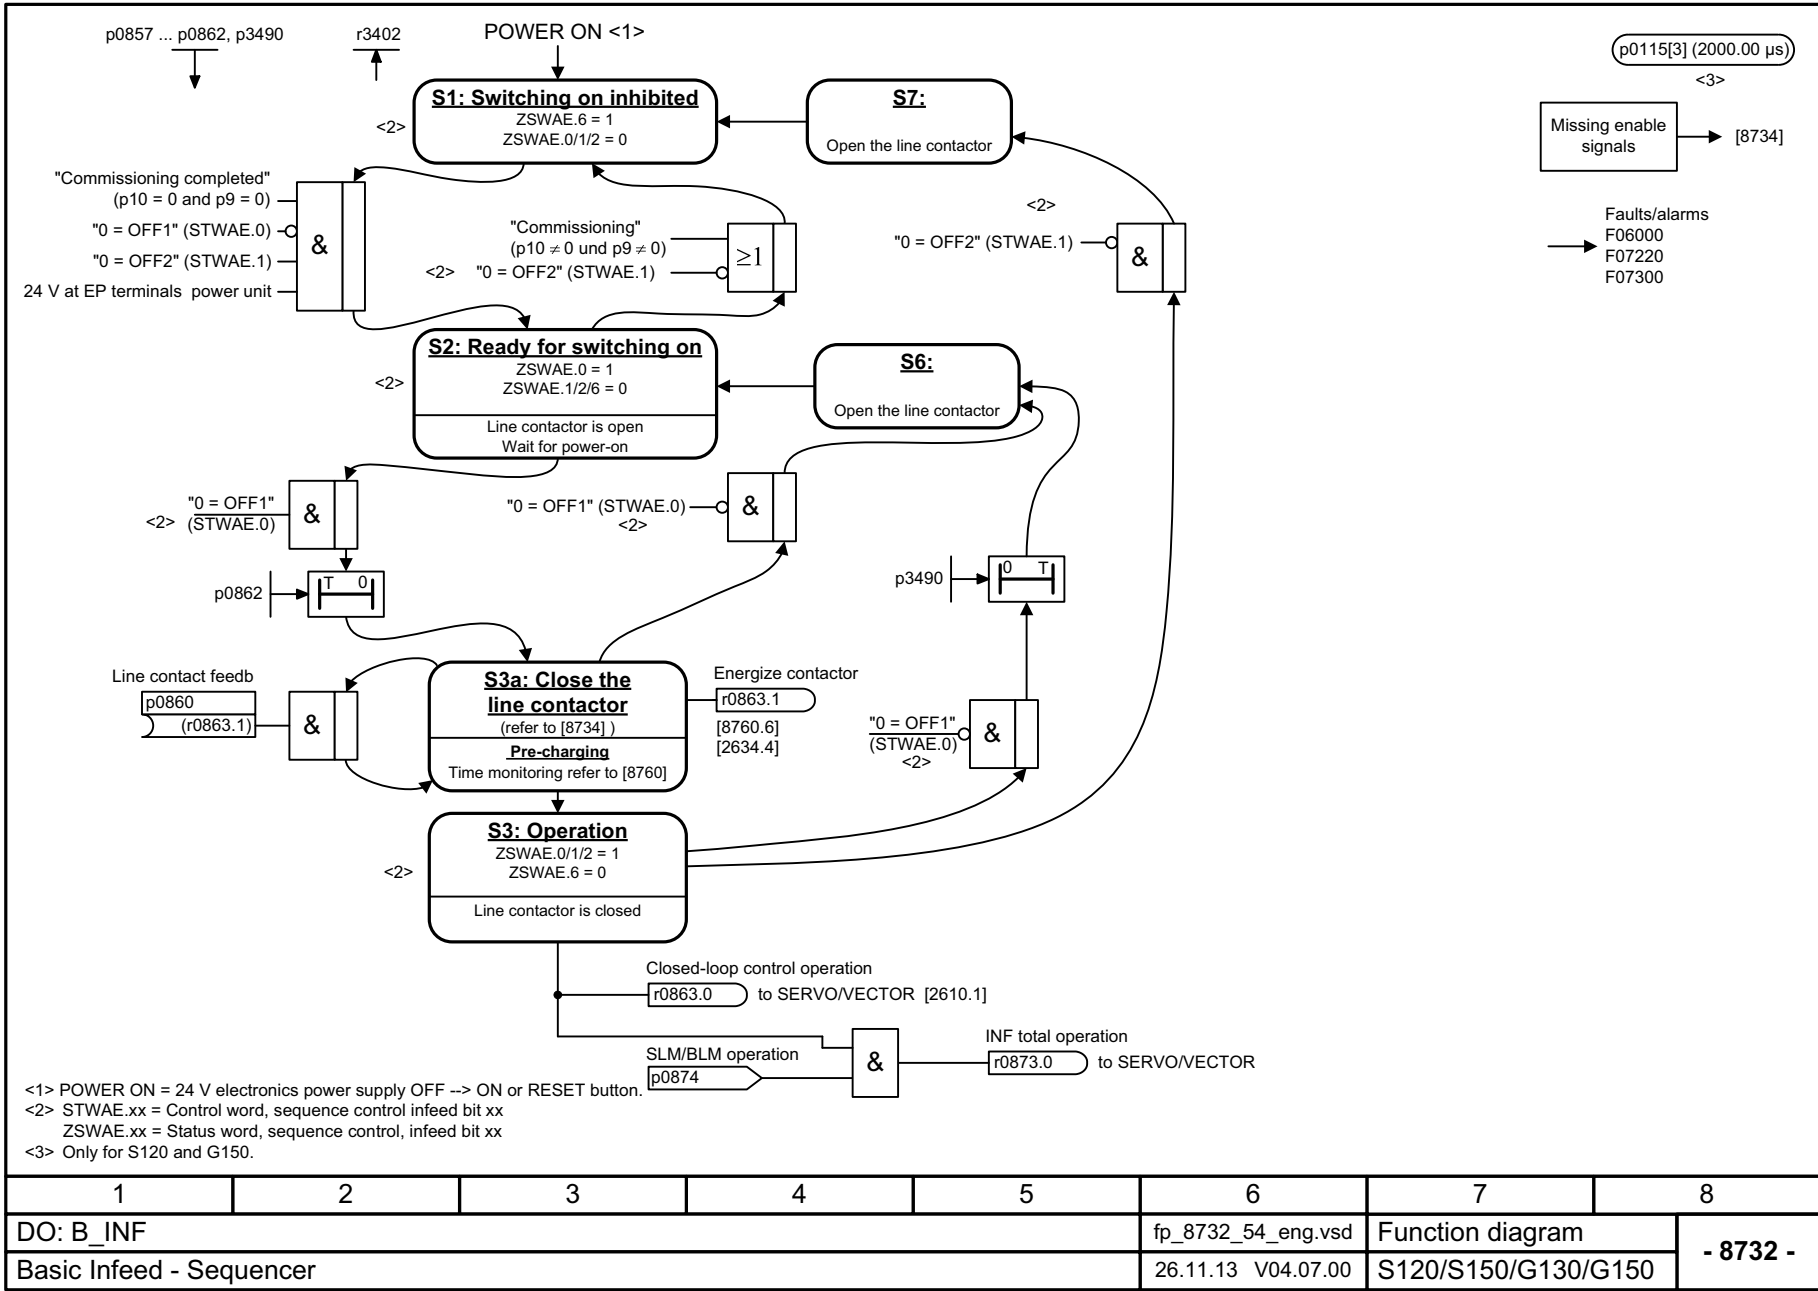 p0857 ... p0862, p3490
r3402
POWER ON <1>
p0115[3] (2000.00 µs)
<3>
S1: Switching on inhibited
ZSWAE.6 = 1
ZSWAE.0/1/2 = 0
<2>
S7:
Open the line contactor
Missing enable
signals
[8734]
"Commissioning completed"
(p10 = 0 and p9 = 0)
"0 = OFF1" (STWAE.0)
"0 = OFF2" (STWAE.1)
24 V at EP terminals power unit
&
"Commissioning"
(p10 ≠ 0 und p9 ≠ 0)
<2> "0 = OFF2" (STWAE.1)
≥1
<2>
"0 = OFF2" (STWAE.1)
&
Faults/alarms
F06000
F07220
F07300
S2: Ready for switching on
ZSWAE.0 = 1
ZSWAE.1/2/6 = 0
<2>
Line contactor is open
Wait for power-on
S6:
Open the line contactor
"0 = OFF1"
<2> (STWAE.0)
&
"0 = OFF1" (STWAE.0)
<2>
&
p0862
T 0
p3490
0 T
Line contact feedb
p0860
(r0863.1)
&
S3a: Close the
line contactor
(refer to [8734] )
Pre-charging
Time monitoring refer to [8760]
Energize contactor
r0863.1
[8760.6]
[2634.4]
"0 = OFF1"
(STWAE.0)
<2>
&
S3: Operation
ZSWAE.0/1/2 = 1
ZSWAE.6 = 0
<2>
Line contactor is closed
Closed-loop control operation
r0863.0 to SERVO/VECTOR [2610.1]
SLM/BLM operation
p0874
&
INF total operation
r0873.0 to SERVO/VECTOR
<1> POWER ON = 24 V electronics power supply OFF --> ON or RESET button.
<2> STWAE.xx = Control word, sequence control infeed bit xx
ZSWAE.xx = Status word, sequence control, infeed bit xx
<3> Only for S120 and G150.
1 2 3 4 5 6 7 8
DO: B_INF
fp_8732_54_eng.vsd
Function diagram
- 8732 -
Basic Infeed - Sequencer
26.11.13 V04.07.00
S120/S150/G130/G150